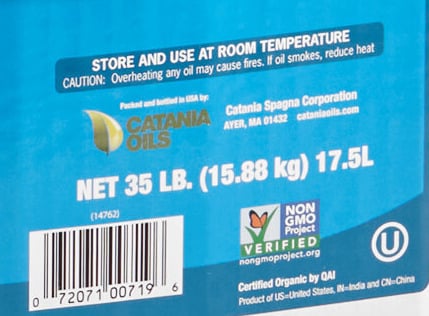 STORE AND USE AT ROOM TEMPERATURE
CAUTION: Overheating any oil may cause fires. If oil smokes, reduce heat
Packed and bottled in USA by:
CATANIA
OILS
Catania Spagna Corporation
AYER, MA 01432 cataniaoils.com
NET 35 LB. (15.88 kg) 17.5L
(14762)
0 72071 00719 6
NON
GMO
Project
VERIFIED
nongmoproject.org
U
Certified Organic by QAI
Product of US=United States, IN=India and CN=China